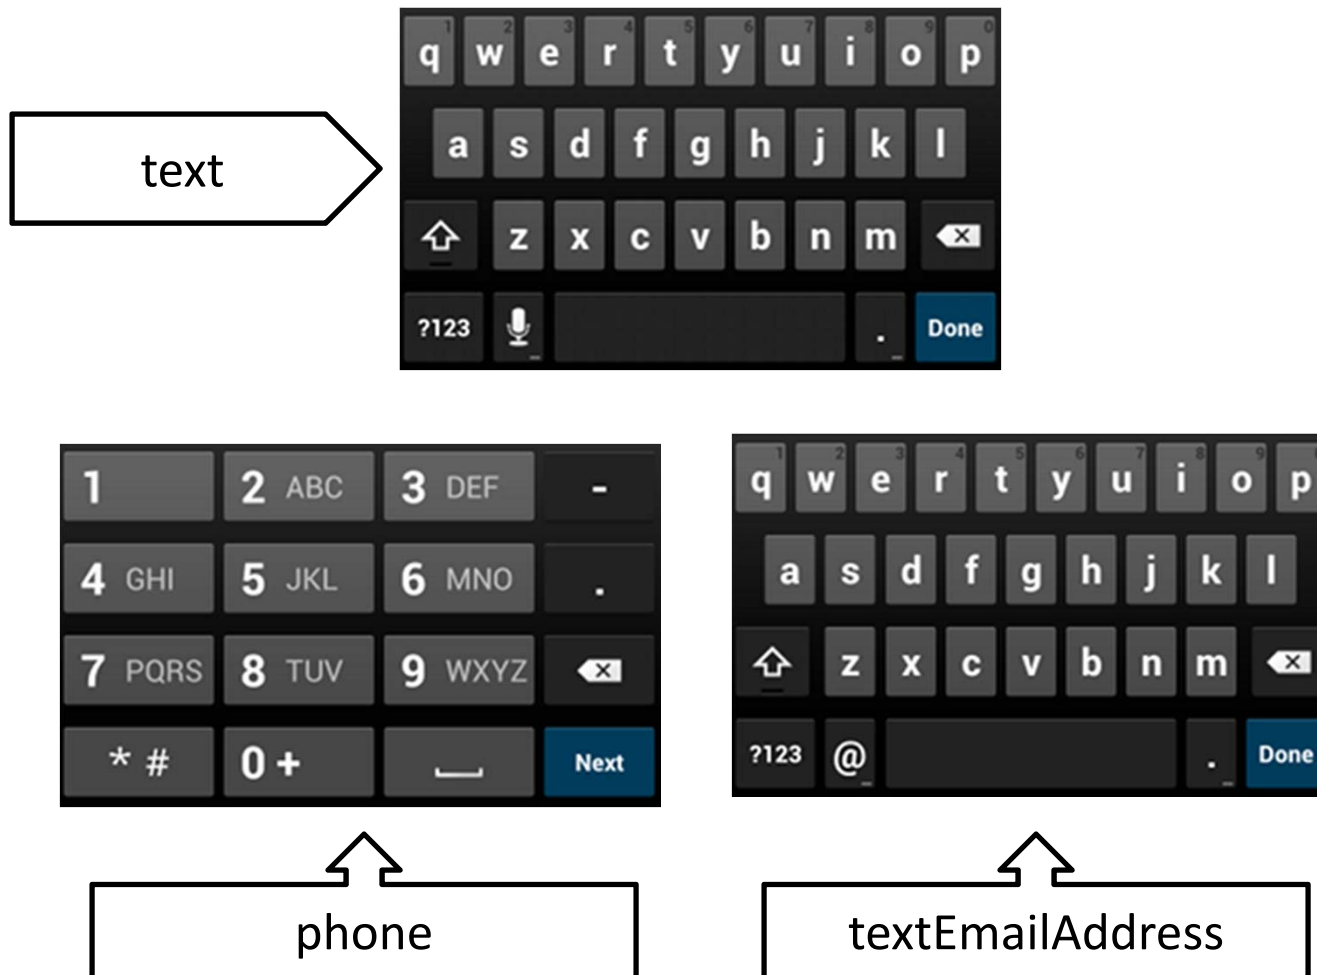 1 2 3 4 5 6 7 8 9 0
q w e r t y u i o p
a s d f g h j k l
z x c v b n m
?123 . Done
text
1 2 ABC 3 DEF -
4 GHI 5 JKL 6 MNO .
7 PQRS 8 TUV 9 WXYZ
* # 0 + Next
phone
1 2 3 4 5 6 7 8 9
q w e r t y u i o p
a s d f g h j k l
z x c v b n m
?123 @ . Done
textEmailAddress